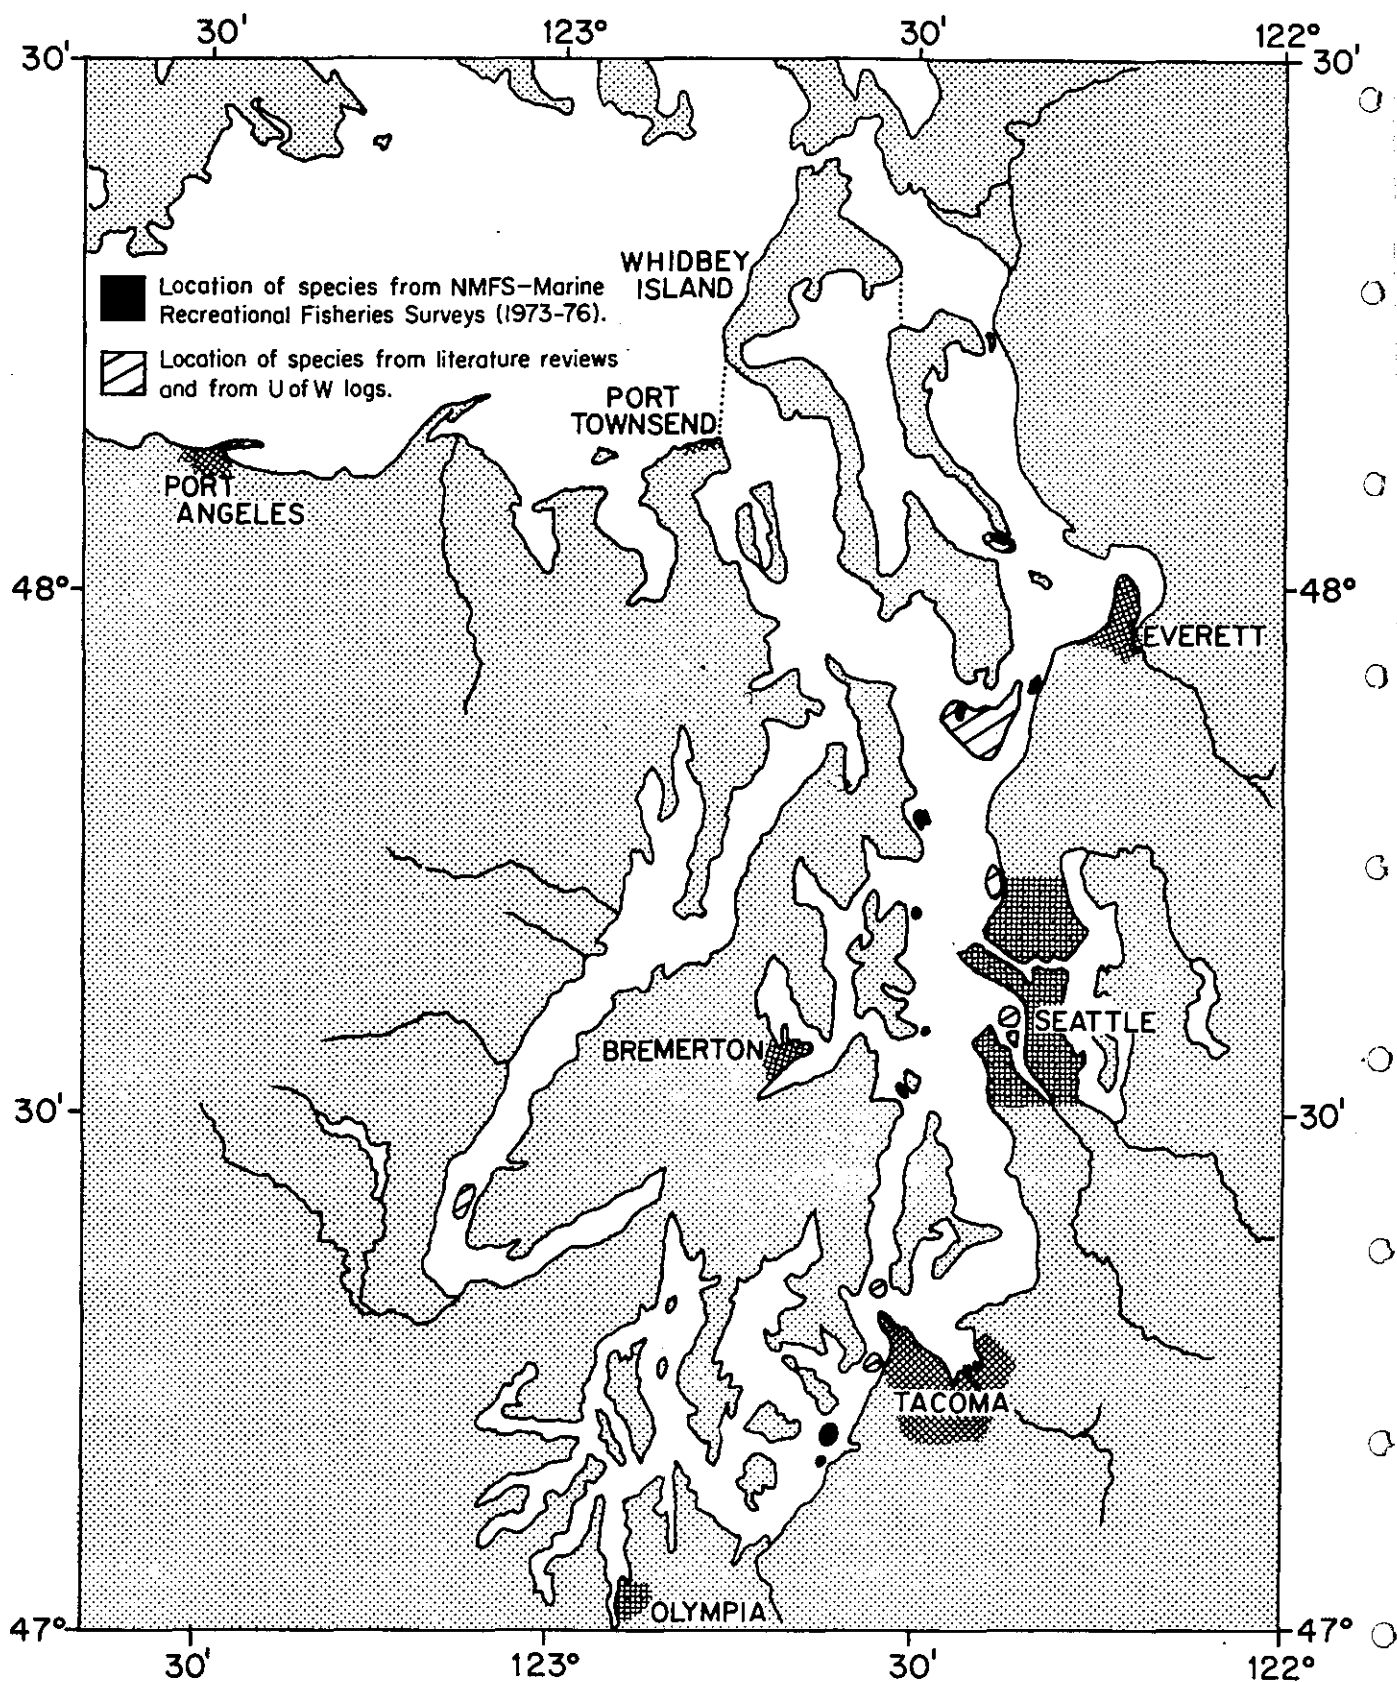 30' 123° 30' 122°
30' 30'
WHIDBEY
ISLAND
Location of species from NMFS-Marine
Recreational Fisheries Surveys (1973-76).
Location of species from literature reviews
and from U of W logs.
PORT
TOWNSEND
PORT
ANGELES
48° 48°
EVERETT
SEATTLE
BREMERTON
30' 30'
TACOMA
OLYMPIA
47° 47°
30' 123° 30' 122°